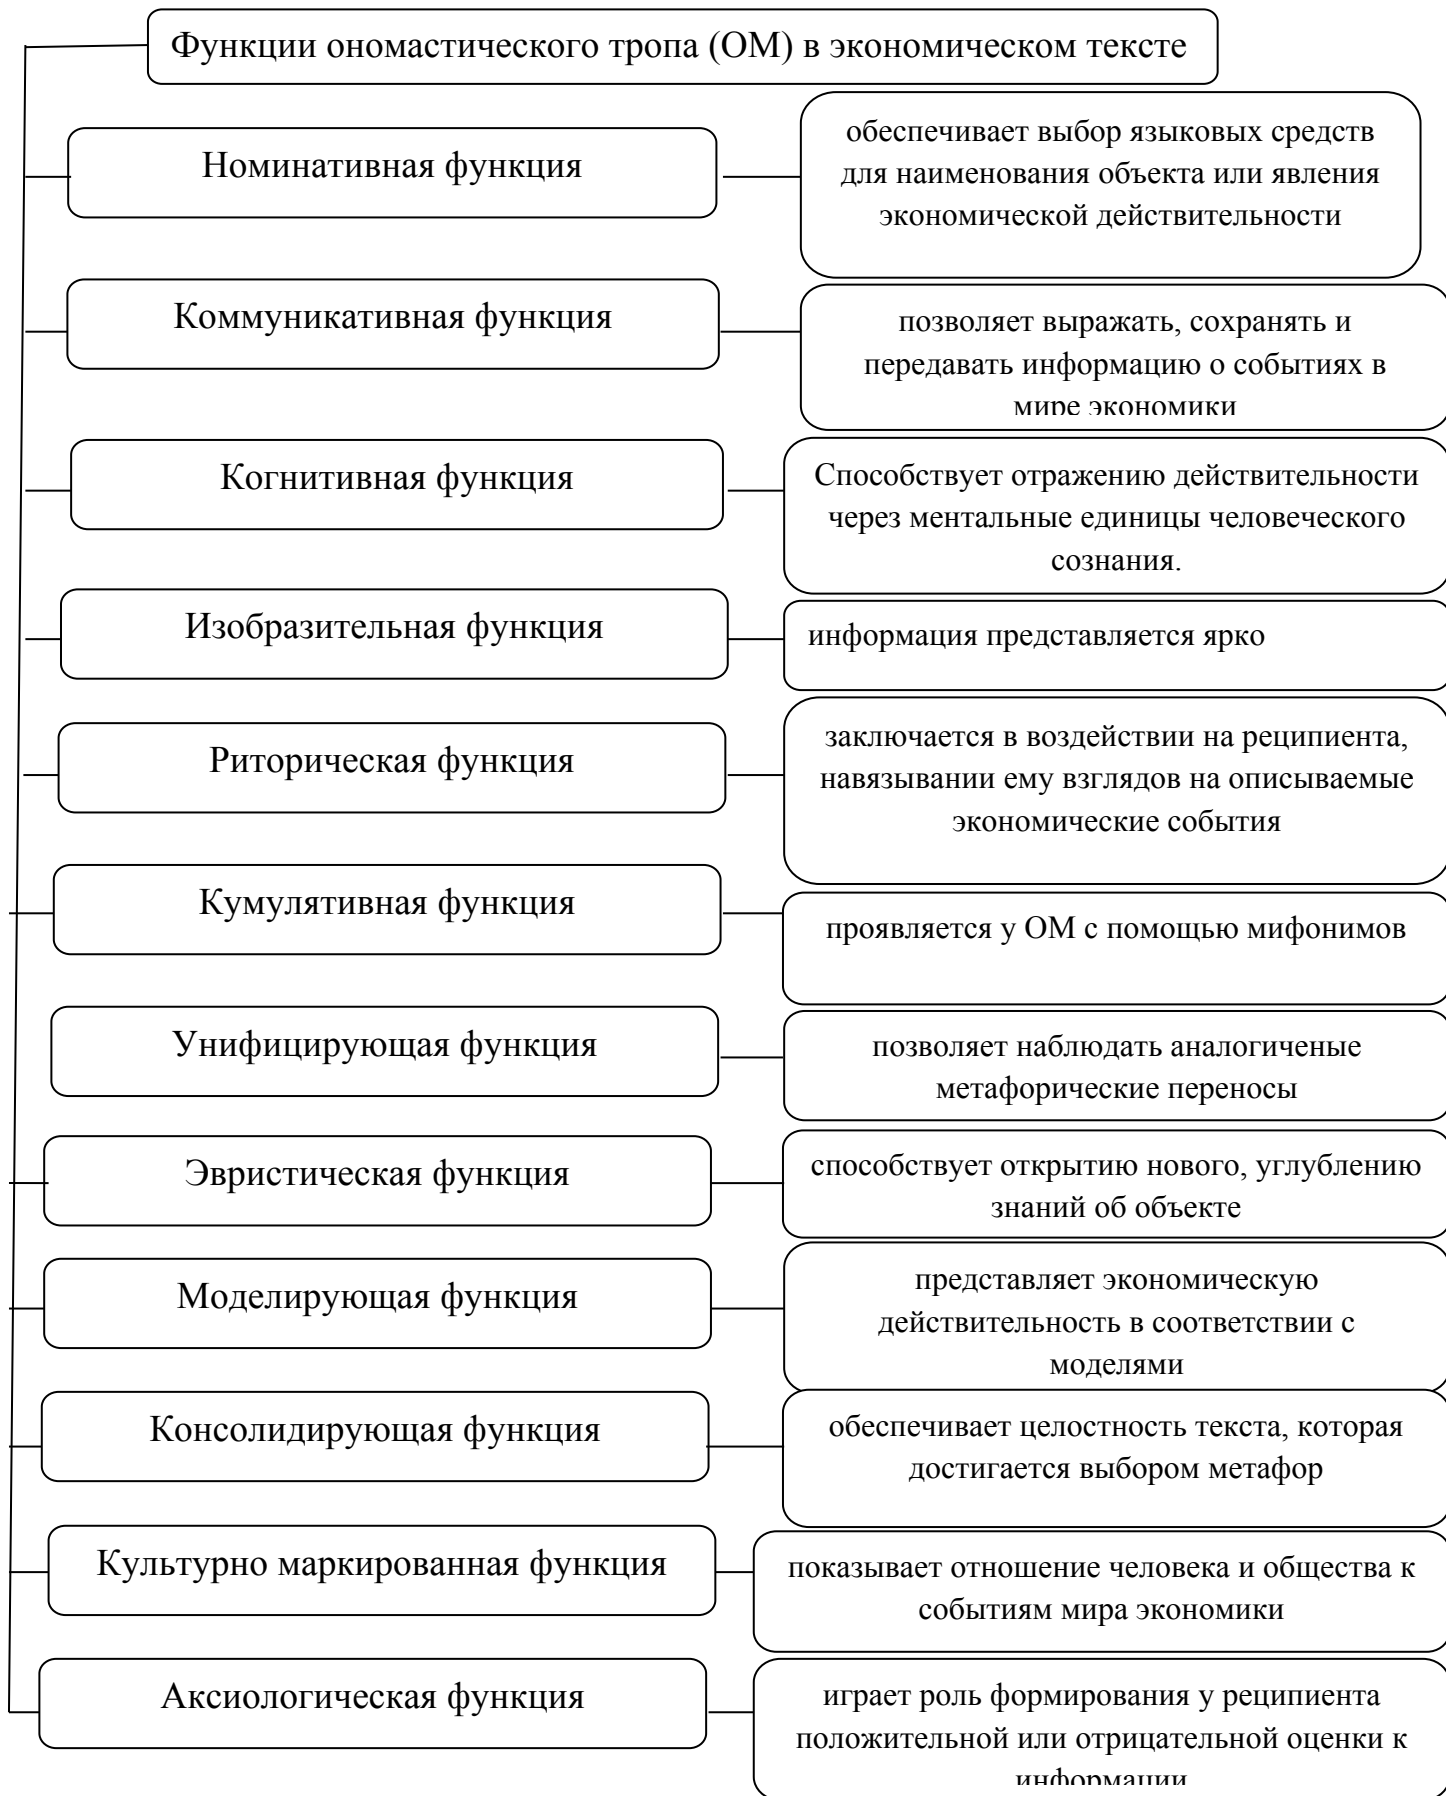 Функции ономастического тропа (ОМ) в экономическом тексте
Номинативная функция
обеспечивает выбор языковых средств
для наименования объекта или явления
экономической действительности
Коммуникативная функция
позволяет выражать, сохранять и
передавать информацию о событиях в
мире экономики
Когнитивная функция
Способствует отражению действительности
через ментальные единицы человеческого
сознания.
Изобразительная функция
информация представляется ярко
Риторическая функция
заключается в воздействии на реципиента,
навязывании ему взглядов на описываемые
экономические события
Кумулятивная функция
проявляется у ОМ с помощью мифонимов
Унифицирующая функция
позволяет наблюдать аналогиченые
метафорические переносы
Эвристическая функция
способствует открытию нового, углублению
знаний об объекте
Моделирующая функция
представляет экономическую
действительность в соответствии с
моделями
Консолидирующая функция
обеспечивает целостность текста, которая
достигается выбором метафор
Культурно маркированная функция
показывает отношение человека и общества к
событиям мира экономики
Аксиологическая функция
играет роль формирования у реципиента
положительной или отрицательной оценки к
информации